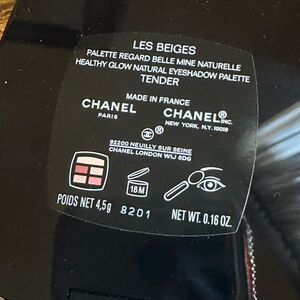 LES BEIGES
PALETTE REGARD BELLE MINE NATURELLE
HEALTHY GLOW NATURAL EYESHADOW PALETTE
TENDER
MADE IN FRANCE
CHANEL CHANEL® INC.
PARIS NEW YORK, N.Y. 10019
92200 NEUILLY SUR SEINE
CHANEL LONDON W1J 6DG
18M
POIDS NET 4,5g 8201 NET WT. 0.16 OZ.